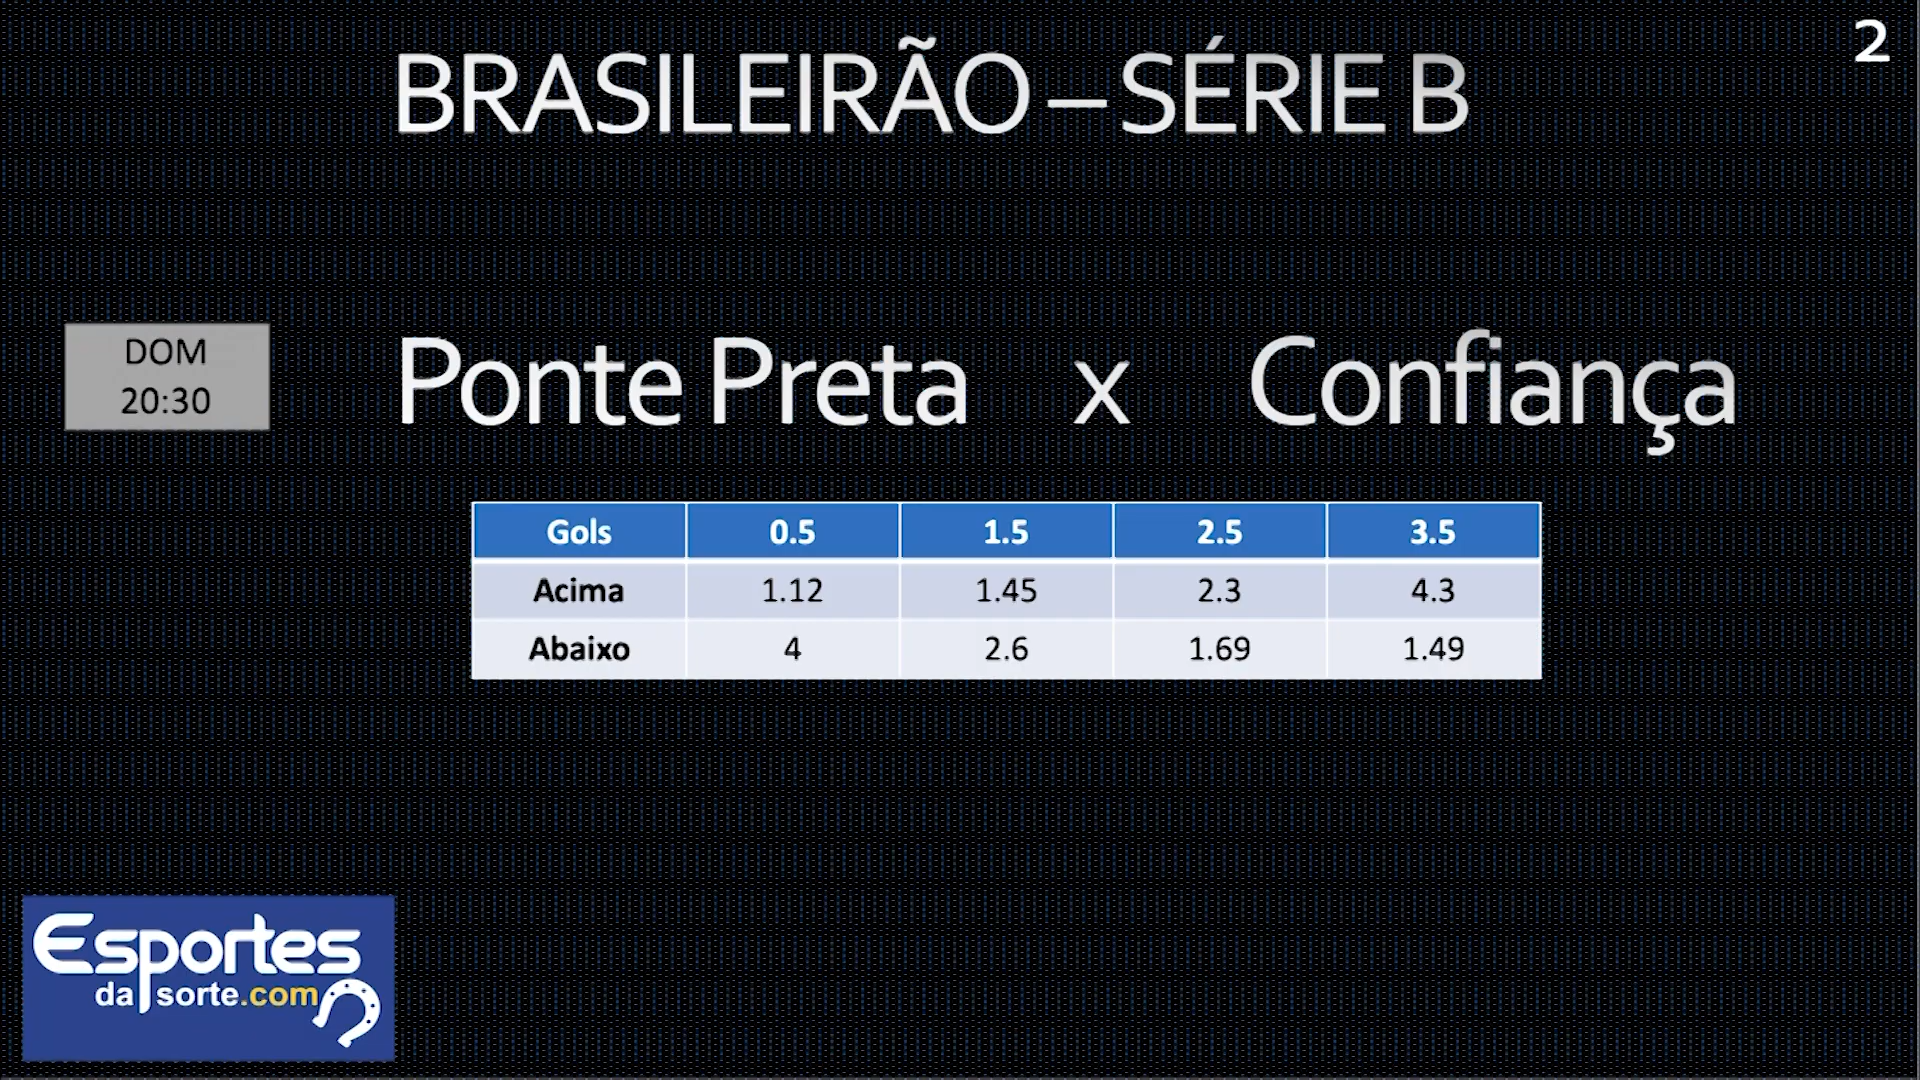 2
BRASILEIRÃO – SÉRIE B
DOM
20:30
Ponte Preta x Confiança
Gols 0.5 1.5 2.5 3.5
Acima 1.12 1.45 2.3 4.3
Abaixo 4 2.6 1.69 1.49
Esportes
da sorte.com